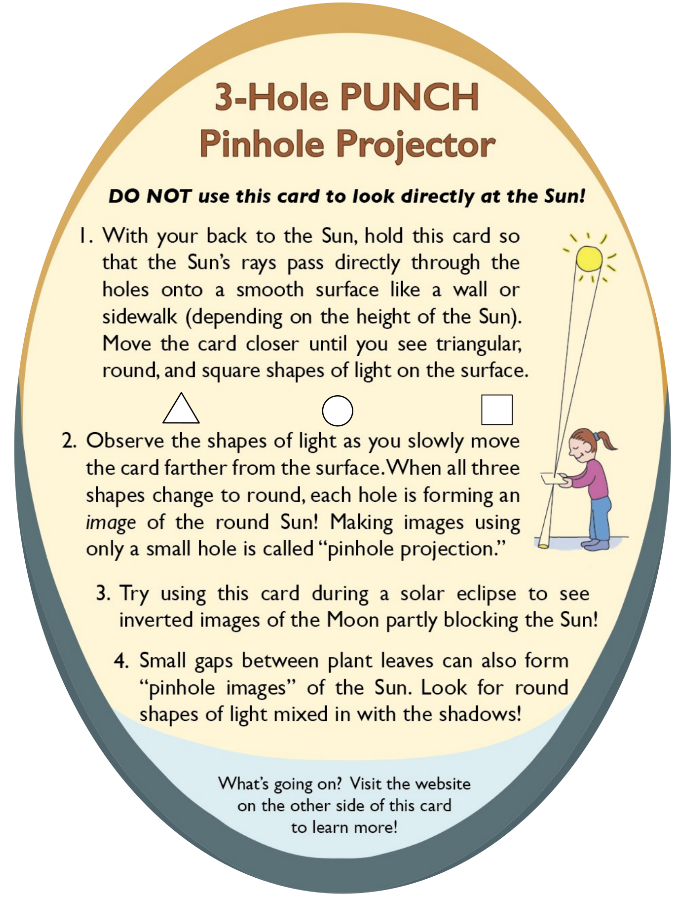 3-Hole PUNCH
Pinhole Projector
DO NOT use this card to look directly at the Sun!
1. With your back to the Sun, hold this card so
that the Sun's rays pass directly through the
holes onto a smooth surface like a wall or
sidewalk (depending on the height of the Sun).
Move the card closer until you see triangular,
round, and square shapes of light on the surface.
2. Observe the shapes of light as you slowly move
the card farther from the surface.When all three
shapes change to round, each hole is forming an
image of the round Sun! Making images using
only a small hole is called “pinhole projection.”
3. Try using this card during a solar eclipse to see
inverted images of the Moon partly blocking the Sun!
4. Small gaps between plant leaves can also form
“pinhole images” of the Sun. Look for round
shapes of light mixed in with the shadows!
What's going on? Visit the website
on the other side of this card
to learn more!